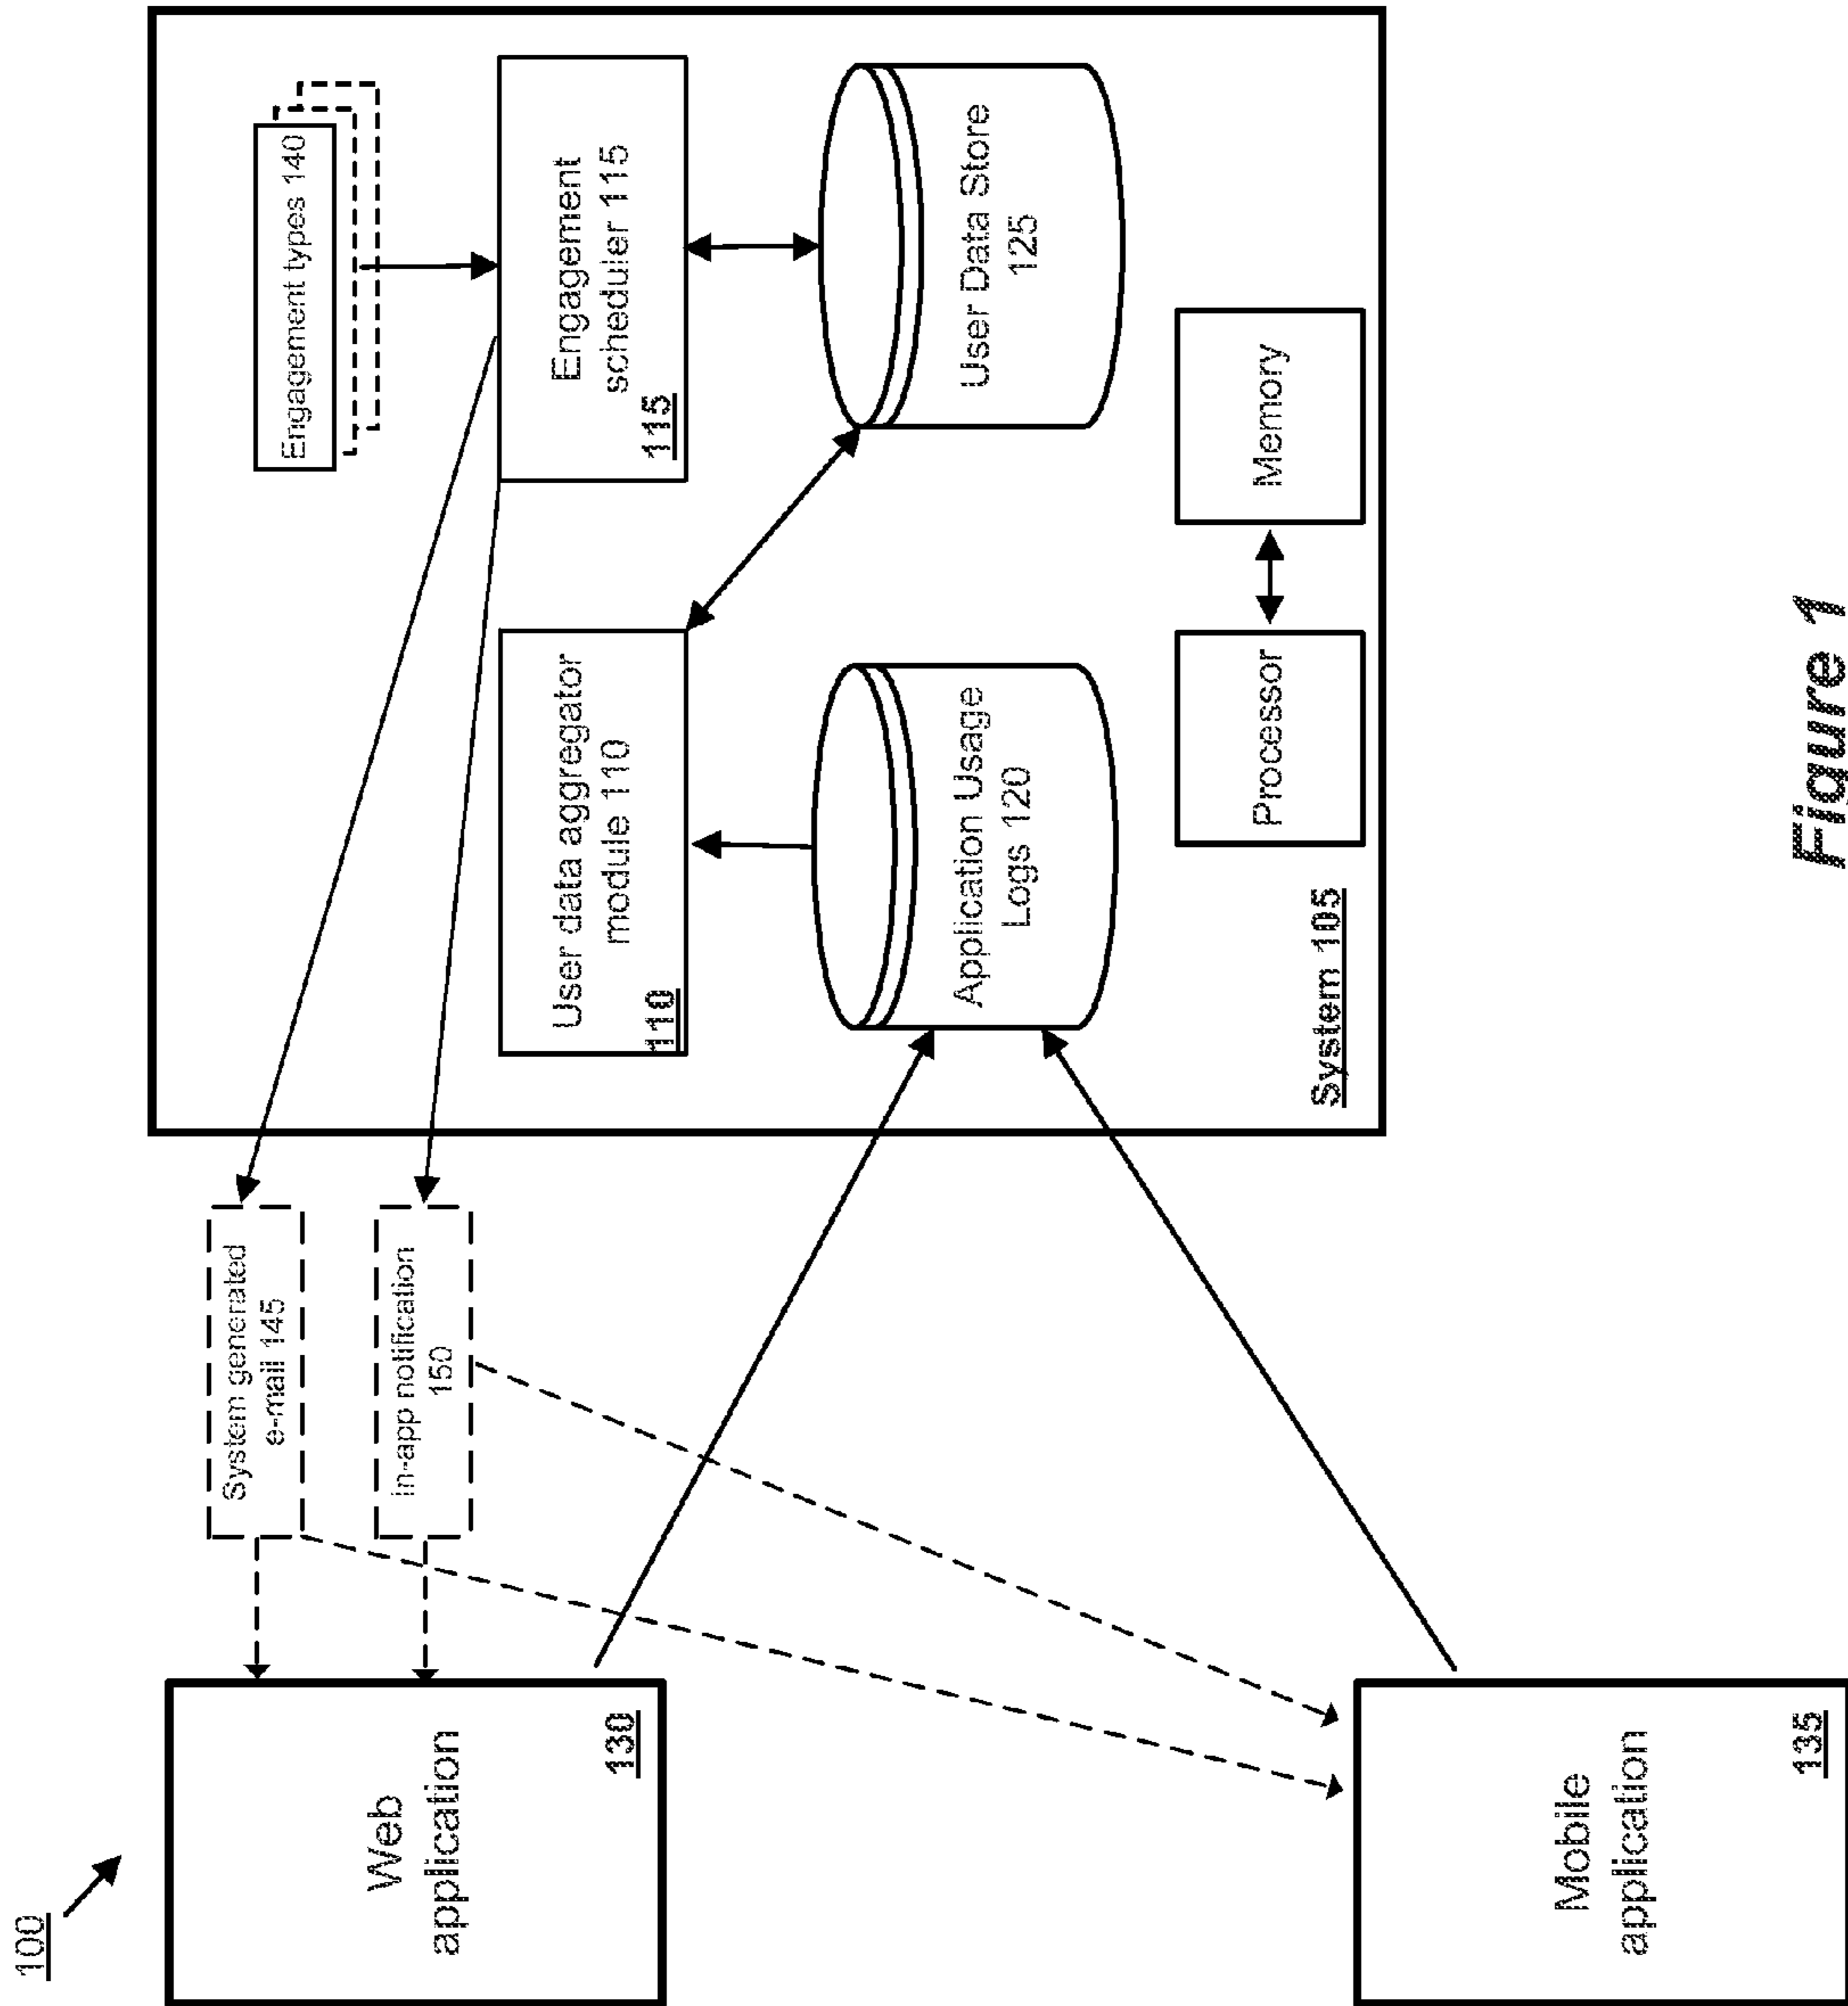 100
Web
application
130
Mobile
application
135
System generated
e-mail 145
in-app notification
150
Engagement types 140
User data aggregator
module 110
110
Engagement
scheduler 115
115
Application Usage
Logs 120
User Data Store
125
Processor
Memory
System 105
Figure 1